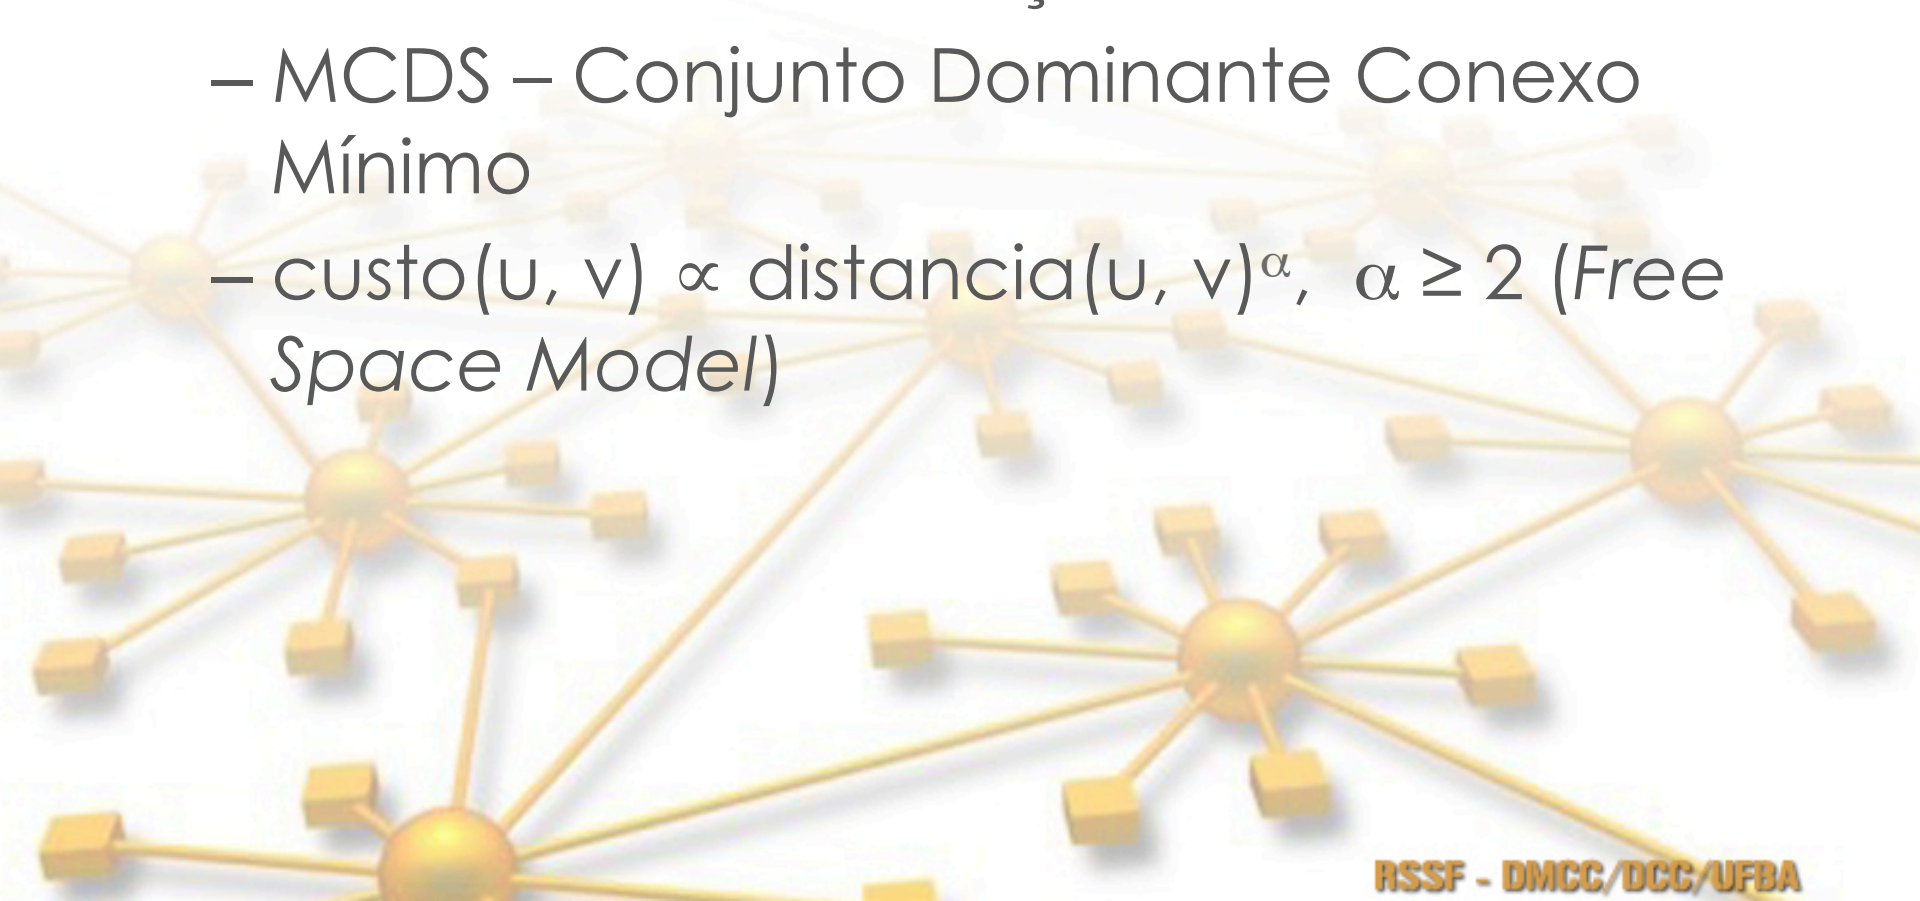 – MCDS – Conjunto Dominante Conexo
Mínimo
– custo(u, v) ∝ distancia(u, v)^α, α ≥ 2 (Free
Space Model)
RSSF - DMCC/DCC/UFBA